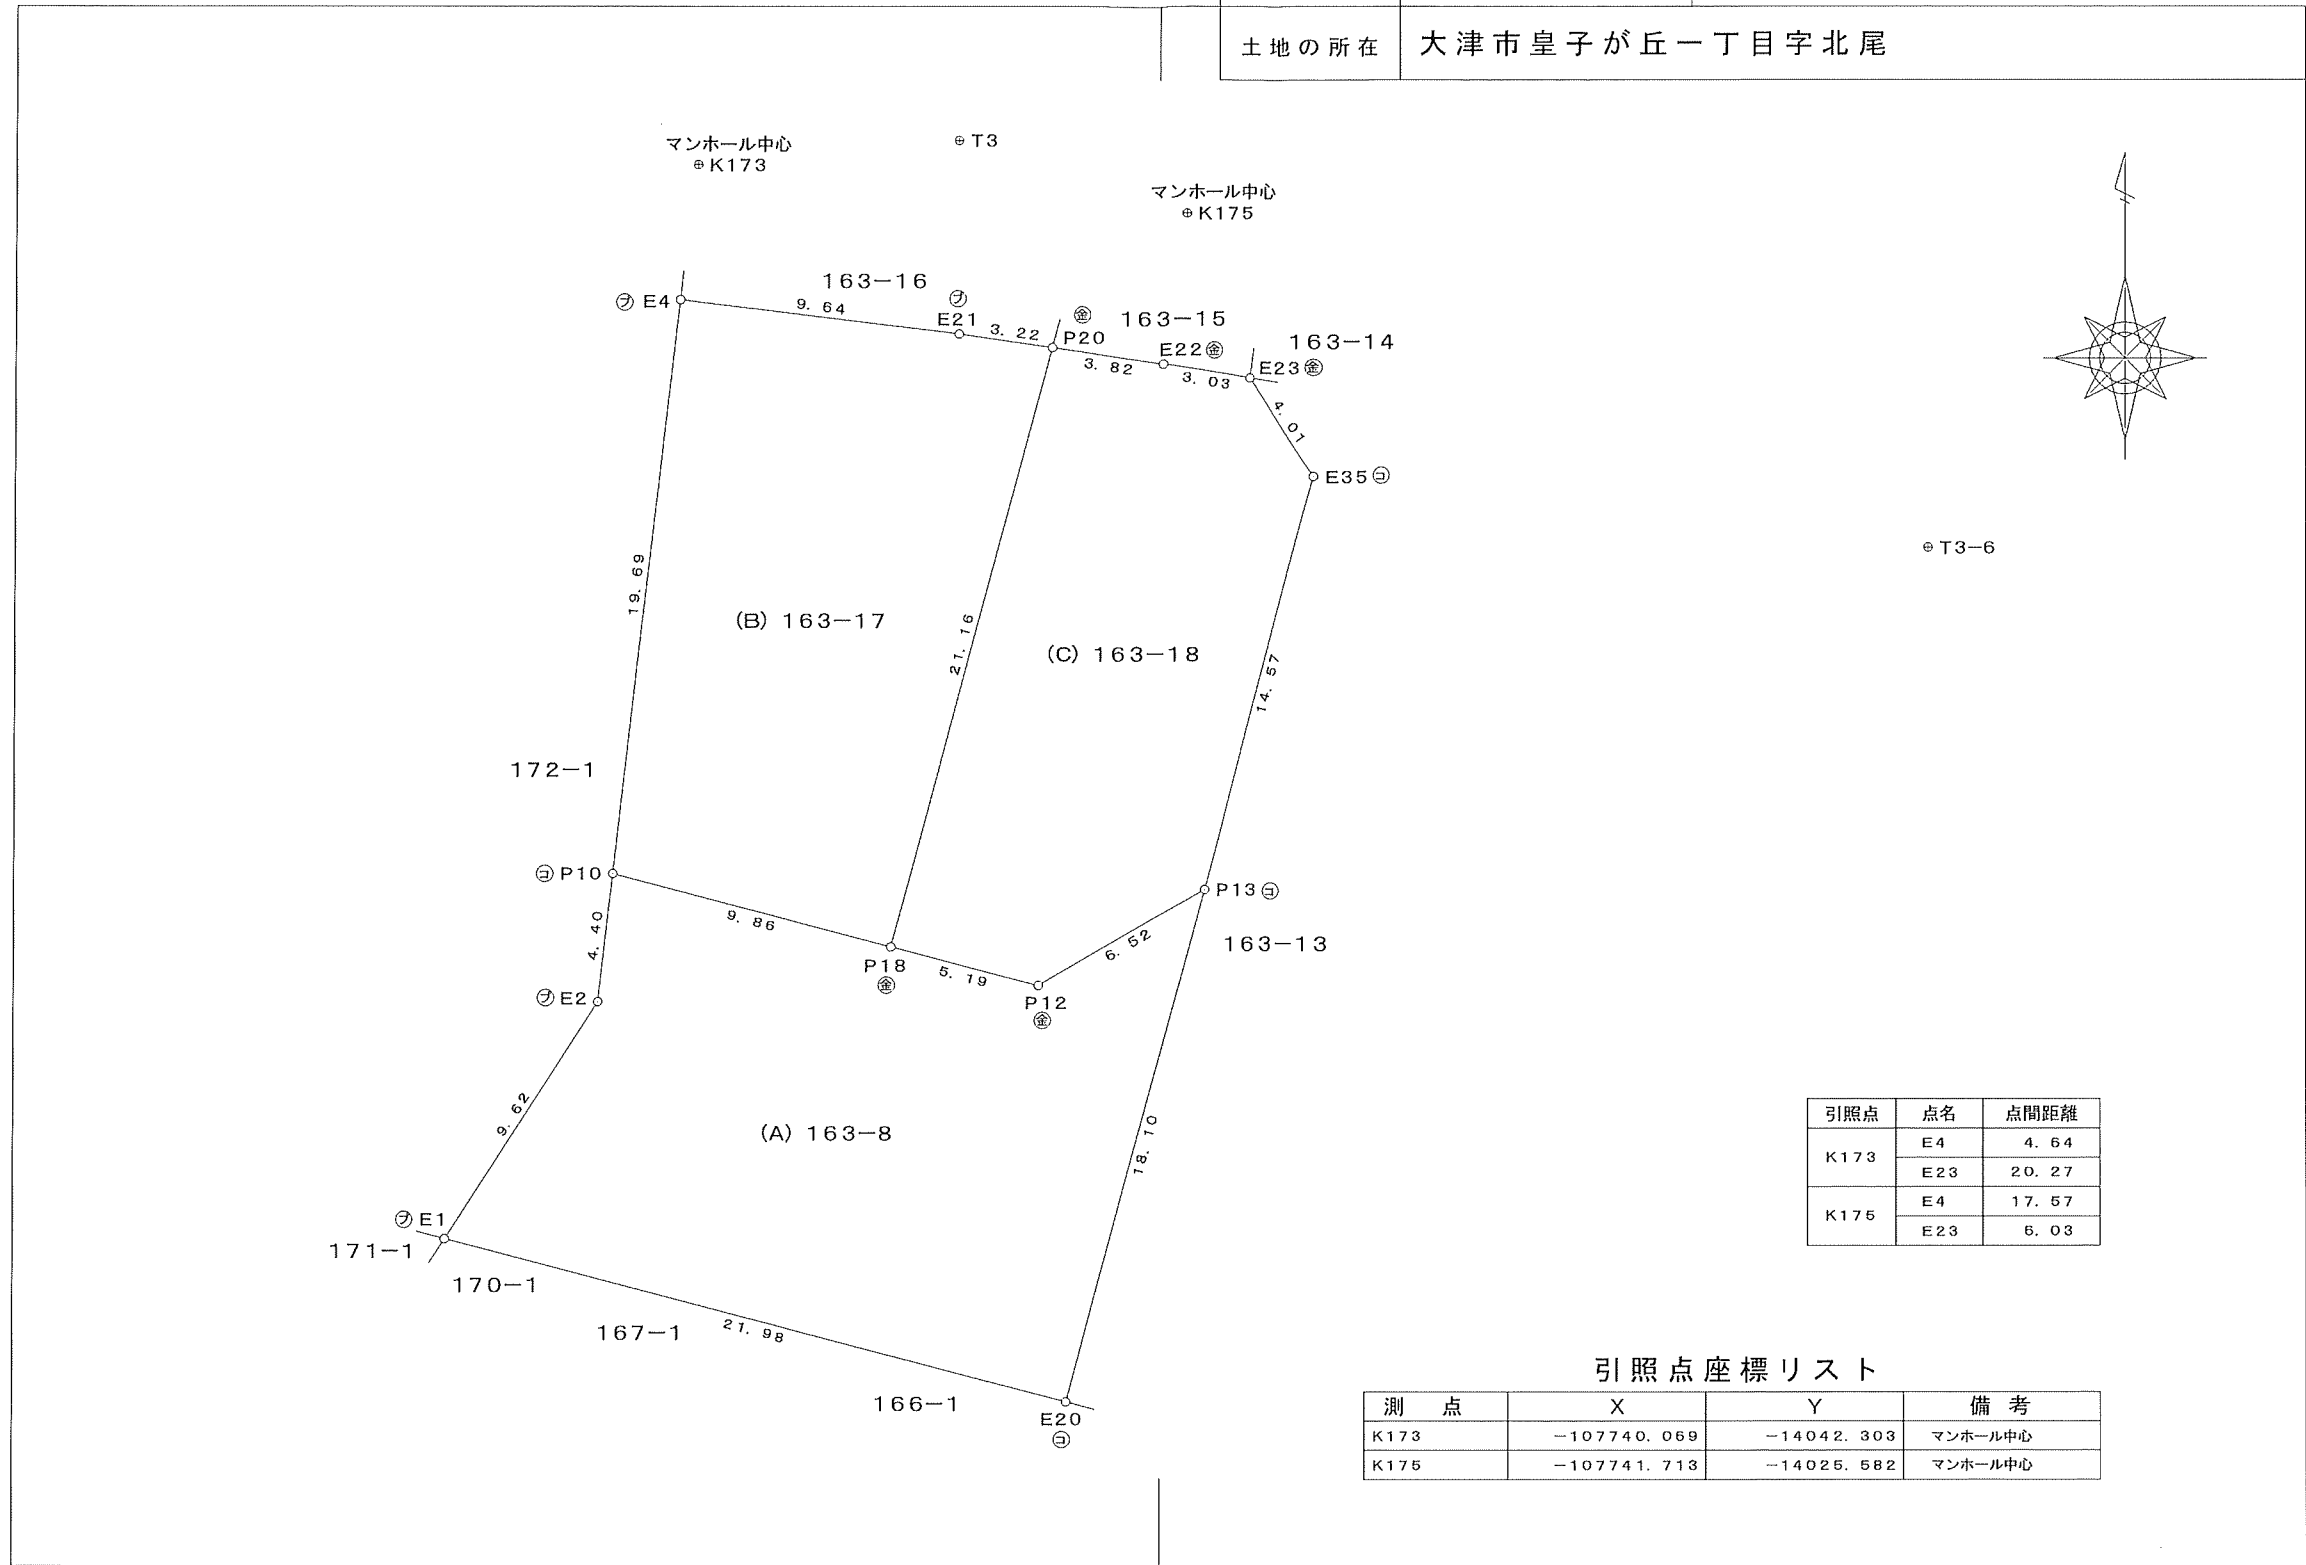 土地の所在 大津市皇子が丘一丁目字北尾
マンホール中心
⊕K173
⊕T3
マンホール中心
⊕K175
163-16
㋫E4
9. 64
㋫
E21
3. 22
㊎
P20
163-15
3. 82
E22㊎
3. 03
163-14
E23㊎
4. 01
E35㋙
⊕T3-6
19. 69
(B) 163-17
21. 16
(C) 163-18
14. 57
172-1
㋙P10
9. 86
P18
㊎
5. 19
P12
㊎
6. 52
P13㋙
163-13
4. 40
E2
9. 62
(A) 163-8
18. 10
E1
171-1
170-1
167-1
21. 98
166-1
E20
㋙
引照点 点名 点間距離
K173 E4 4. 64
E23 20. 27
K175 E4 17. 57
E23 6. 03
引照点座標リスト
測点 X Y 備考
K173 -107740. 069 -14042. 303 マンホール中心
K175 -107741. 713 -14025. 582 マンホール中心